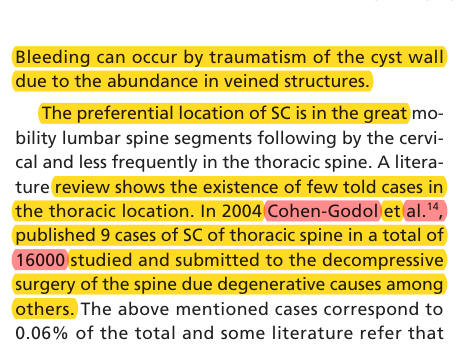 Bleeding can occur by traumatism of the cyst wall
due to the abundance in veined structures.
The preferential location of SC is in the great mo-
bility lumbar spine segments following by the cervi-
cal and less frequently in the thoracic spine. A litera-
ture review shows the existence of few told cases in
the thoracic location. In 2004 Cohen-Godol et al.¹⁴,
published 9 cases of SC of thoracic spine in a total of
16000 studied and submitted to the decompressive
surgery of the spine due degenerative causes among
others. The above mentioned cases correspond to
0.06% of the total and some literature refer that